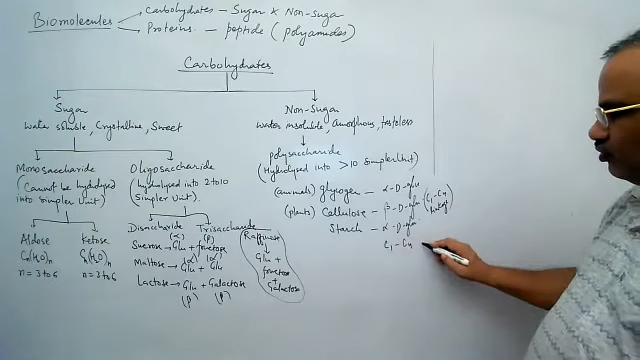 Biomolecules
Carbohydrates - Sugar X Non-Suga
Proteins - peptide (polyamides)
Carbohydrates
Sugar
water soluble, Crystalline, Sweet
Monosaccharide
(Cannot be hydrolysed
into simpler unit)
Aldose
Cn(H2O)n
n = 3 to 6
Ketose
Cn(H2O)n
n = 3 to 6
Oligosaccharide
(hydrolysed into 2 to 10
simpler unit)
Disaccharide
Sucrose → Glu + fructose
(α) (β)
Maltose → Glu + Glu
(α) (α)
Lactose → Glu + Galactose
(β) (β)
Trisaccharide
Raffinose
Glu
+
fructose
+
Galactose
Non-Sugar
water insoluble, amorphous, tasteless
polysaccharide
(Hydrolysed into >10 Simpler Unit)
(animals) glycogen - α-D-glu
(plants) Cellulose - β-D-glu (C1-C4
Starch - α-D-glu
C1-C4